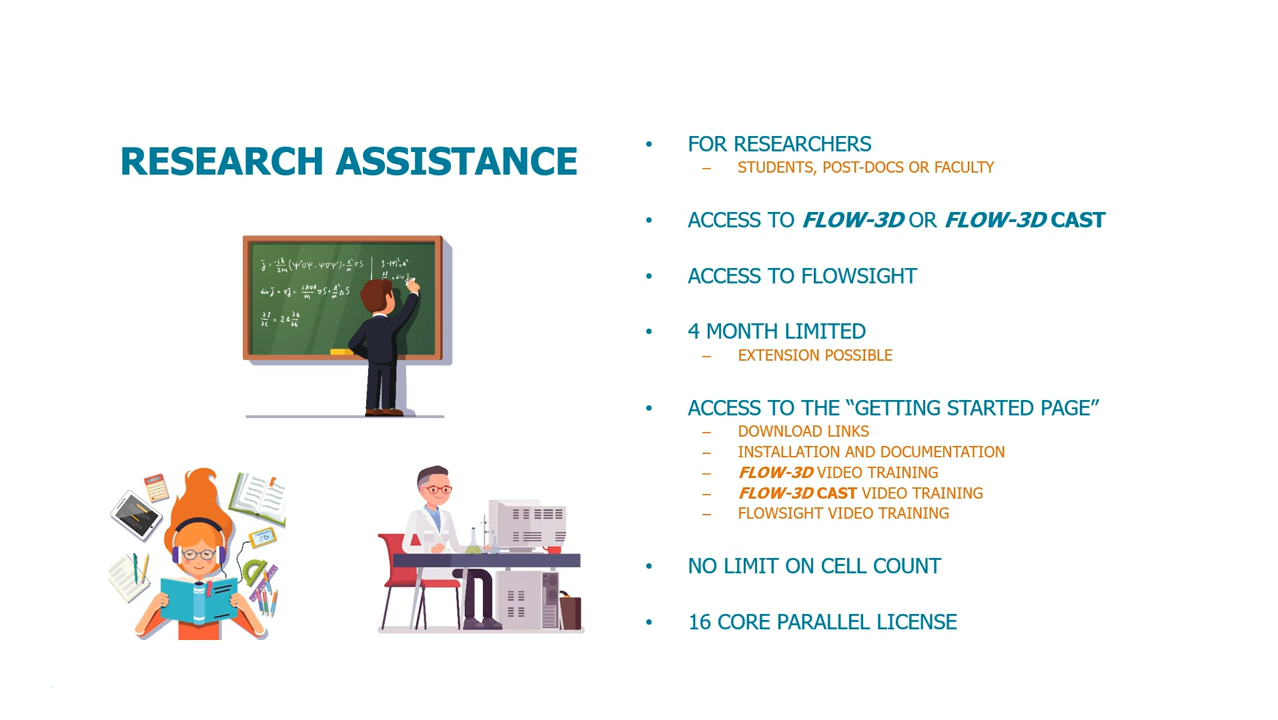 RESEARCH ASSISTANCE
• FOR RESEARCHERS
– STUDENTS, POST-DOCS OR FACULTY
• ACCESS TO FLOW-3D OR FLOW-3D CAST
• ACCESS TO FLOWSIGHT
• 4 MONTH LIMITED
– EXTENSION POSSIBLE
• ACCESS TO THE “GETTING STARTED PAGE”
– DOWNLOAD LINKS
– INSTALLATION AND DOCUMENTATION
– FLOW-3D VIDEO TRAINING
– FLOW-3D CAST VIDEO TRAINING
– FLOWSIGHT VIDEO TRAINING
• NO LIMIT ON CELL COUNT
• 16 CORE PARALLEL LICENSE